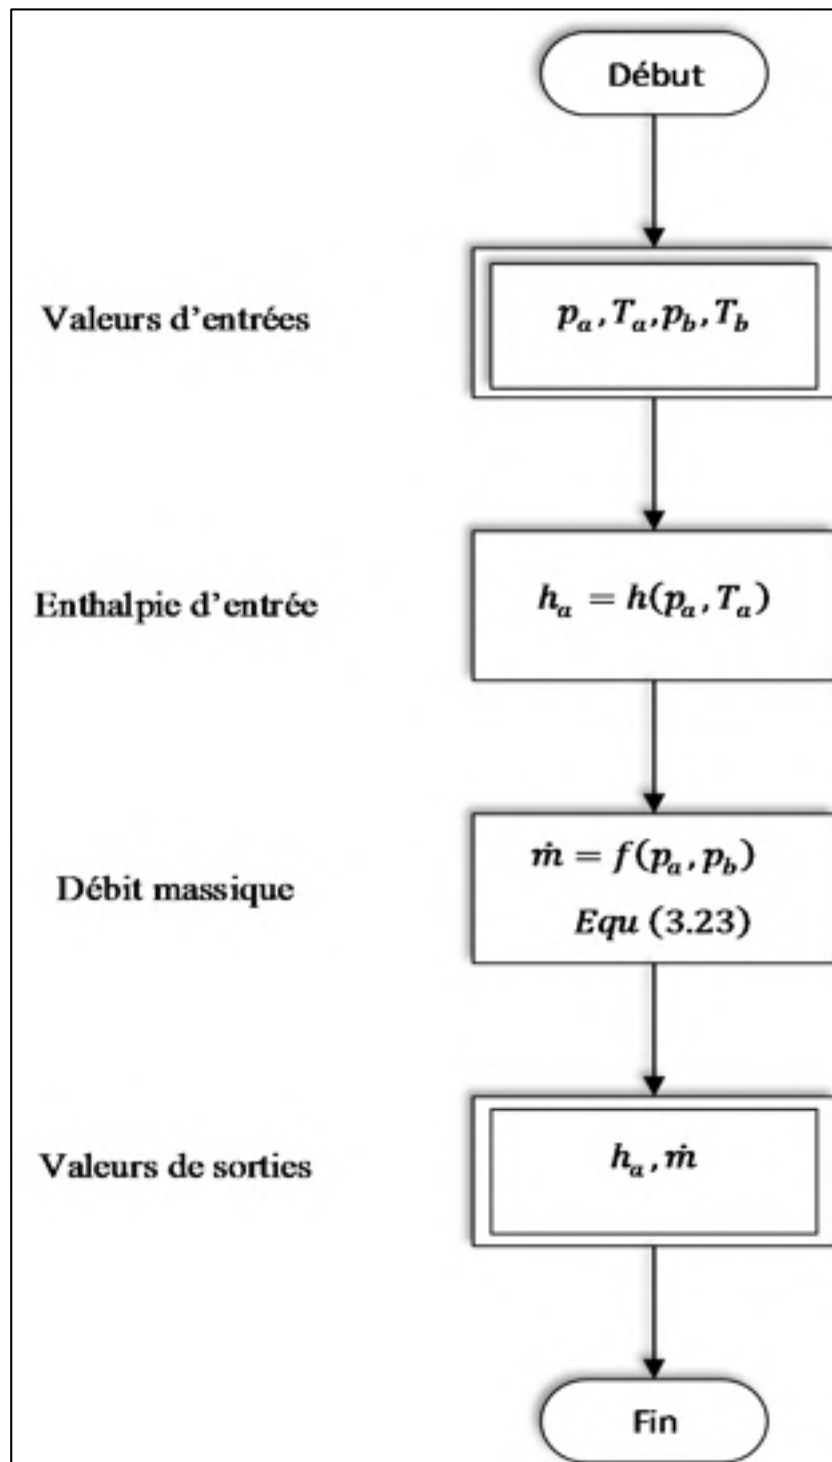 Début
Valeurs d'entrées
p_a, T_a, p_b, T_b
Enthalpie d'entrée
h_a = h(p_a, T_a)
Débit massique
ṁ = f(p_a, p_b)
Equ (3.23)
Valeurs de sorties
h_a, ṁ
Fin